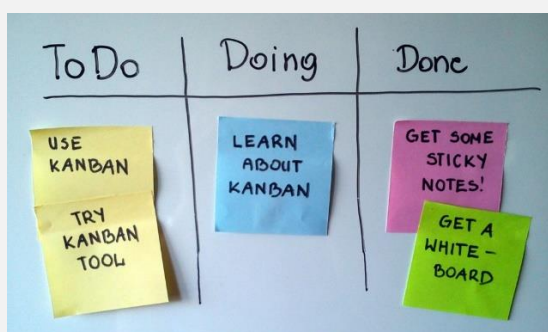 To Do
Doing
Done
USE
KANBAN
TRY
KANBAN
TOOL
LEARN
ABOUT
KANBAN
GET SOME
STICKY
NOTES!
GET A
WHITE -
BOARD